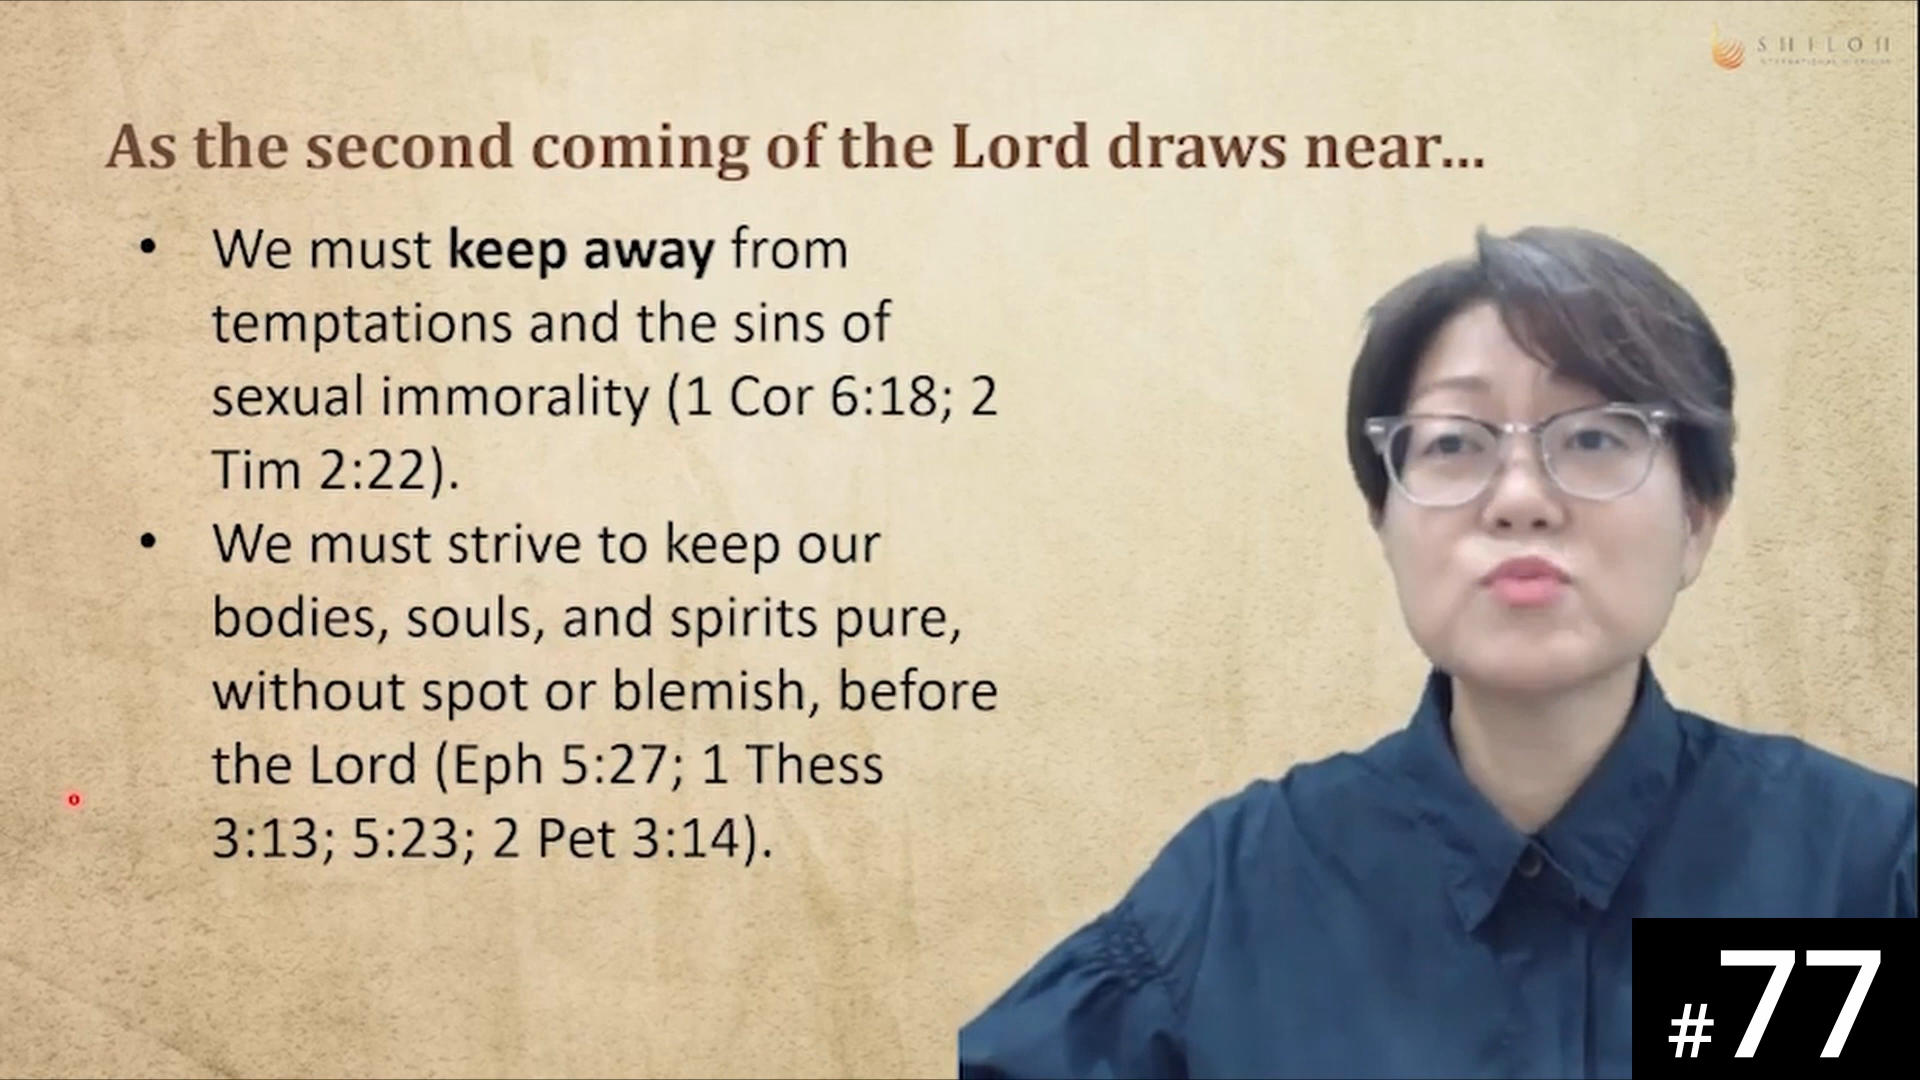 SHILOH
As the second coming of the Lord draws near...
• We must keep away from
temptations and the sins of
sexual immorality (1 Cor 6:18; 2
Tim 2:22).
• We must strive to keep our
bodies, souls, and spirits pure,
without spot or blemish, before
the Lord (Eph 5:27; 1 Thess
3:13; 5:23; 2 Pet 3:14).
#77